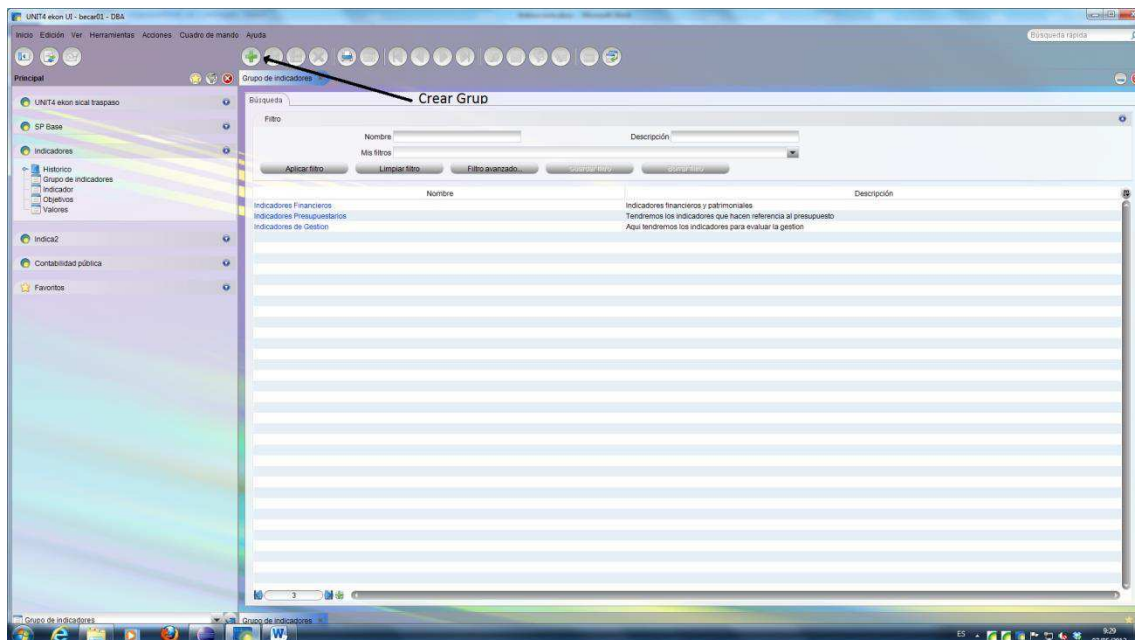 UNIT4 ekon UI - becar01 - DBA
Inicio Edición Ver Herramientas Acciones Cuadro de mando Ayuda
Búsqueda rápida
Principal
Grupo de indicadores
UNIT4 ekon sical traspaso
SP Base
Indicadores
Historico
Grupo de indicadores
Indicador
Objetivos
Valores
Indica2
Contabilidad pública
Favoritos
Crear Grup
Búsqueda
Filtro
Nombre
Descripción
Mis filtros
Aplicar filtro Limpiar filtro Filtro avanzado... Guardar filtro Borrar filtro
Nombre Descripción
Indicadores Financieros Indicadores financieros y patrimoniales
Indicadores Presupuestarios Tendremos los indicadores que hacen referencia al presupuesto
Indicadores de Gestion Aqui tendremos los indicadores para evaluar la gestion
3
Grupo de indicadores
Grupo de indicadores
ES
9:29